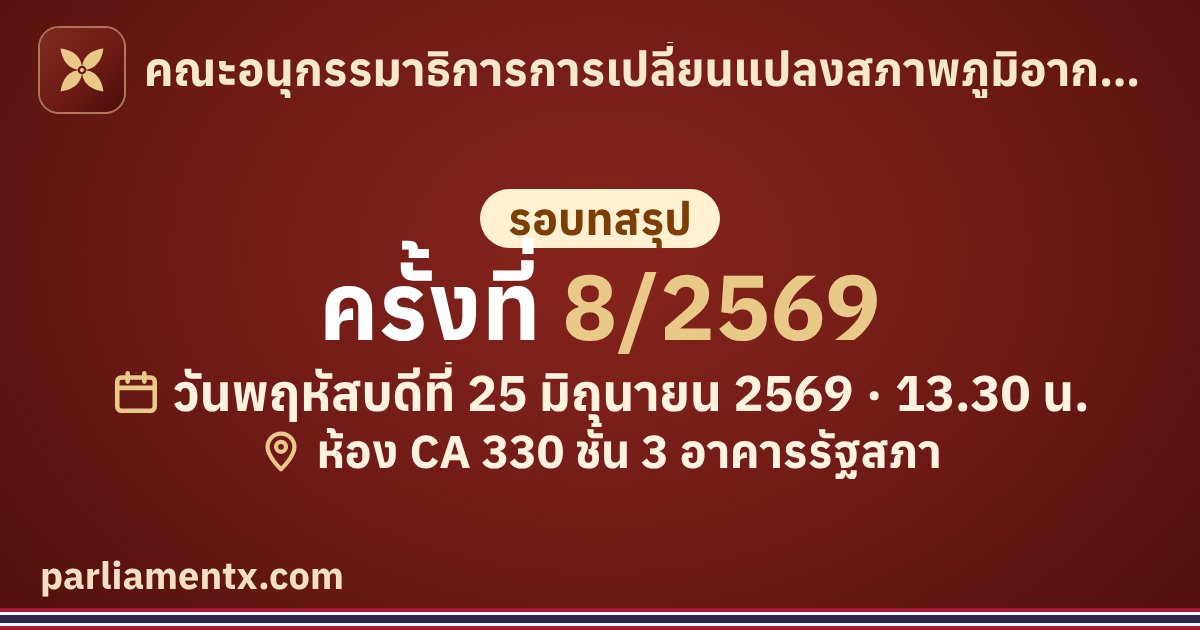 คณะอนุกรรมาธิการการเปลี่ยนแปลงสภาพภูมิอาก...
รอบทสรุป
ครั้งที่ 8/2569
วันพฤหัสบดีที่ 25 มิถุนายน 2569 · 13.30 น.
ห้อง CA 330 ชั้น 3 อาคารรัฐสภา
parliamentx.com